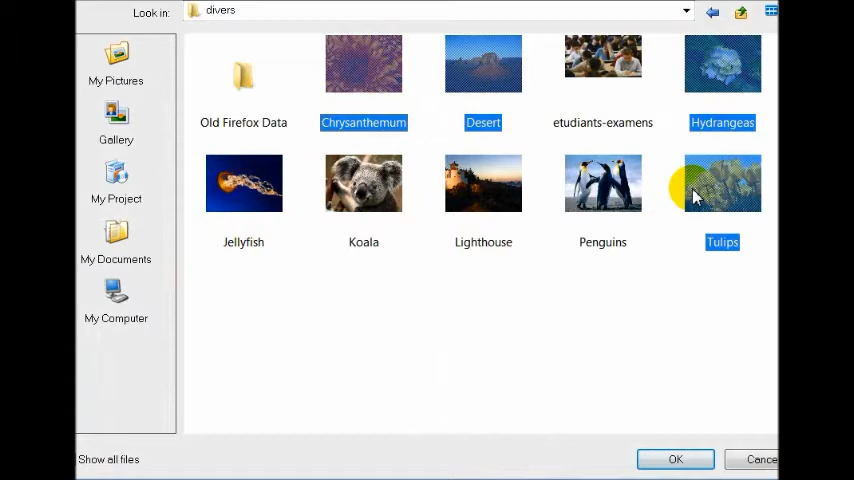 Look in:
divers
My Pictures
Gallery
My Project
My Documents
My Computer
Old Firefox Data
Chrysanthemum
Desert
etudiants-examens
Hydrangeas
Jellyfish
Koala
Lighthouse
Penguins
Tulips
Show all files
OK
Cance